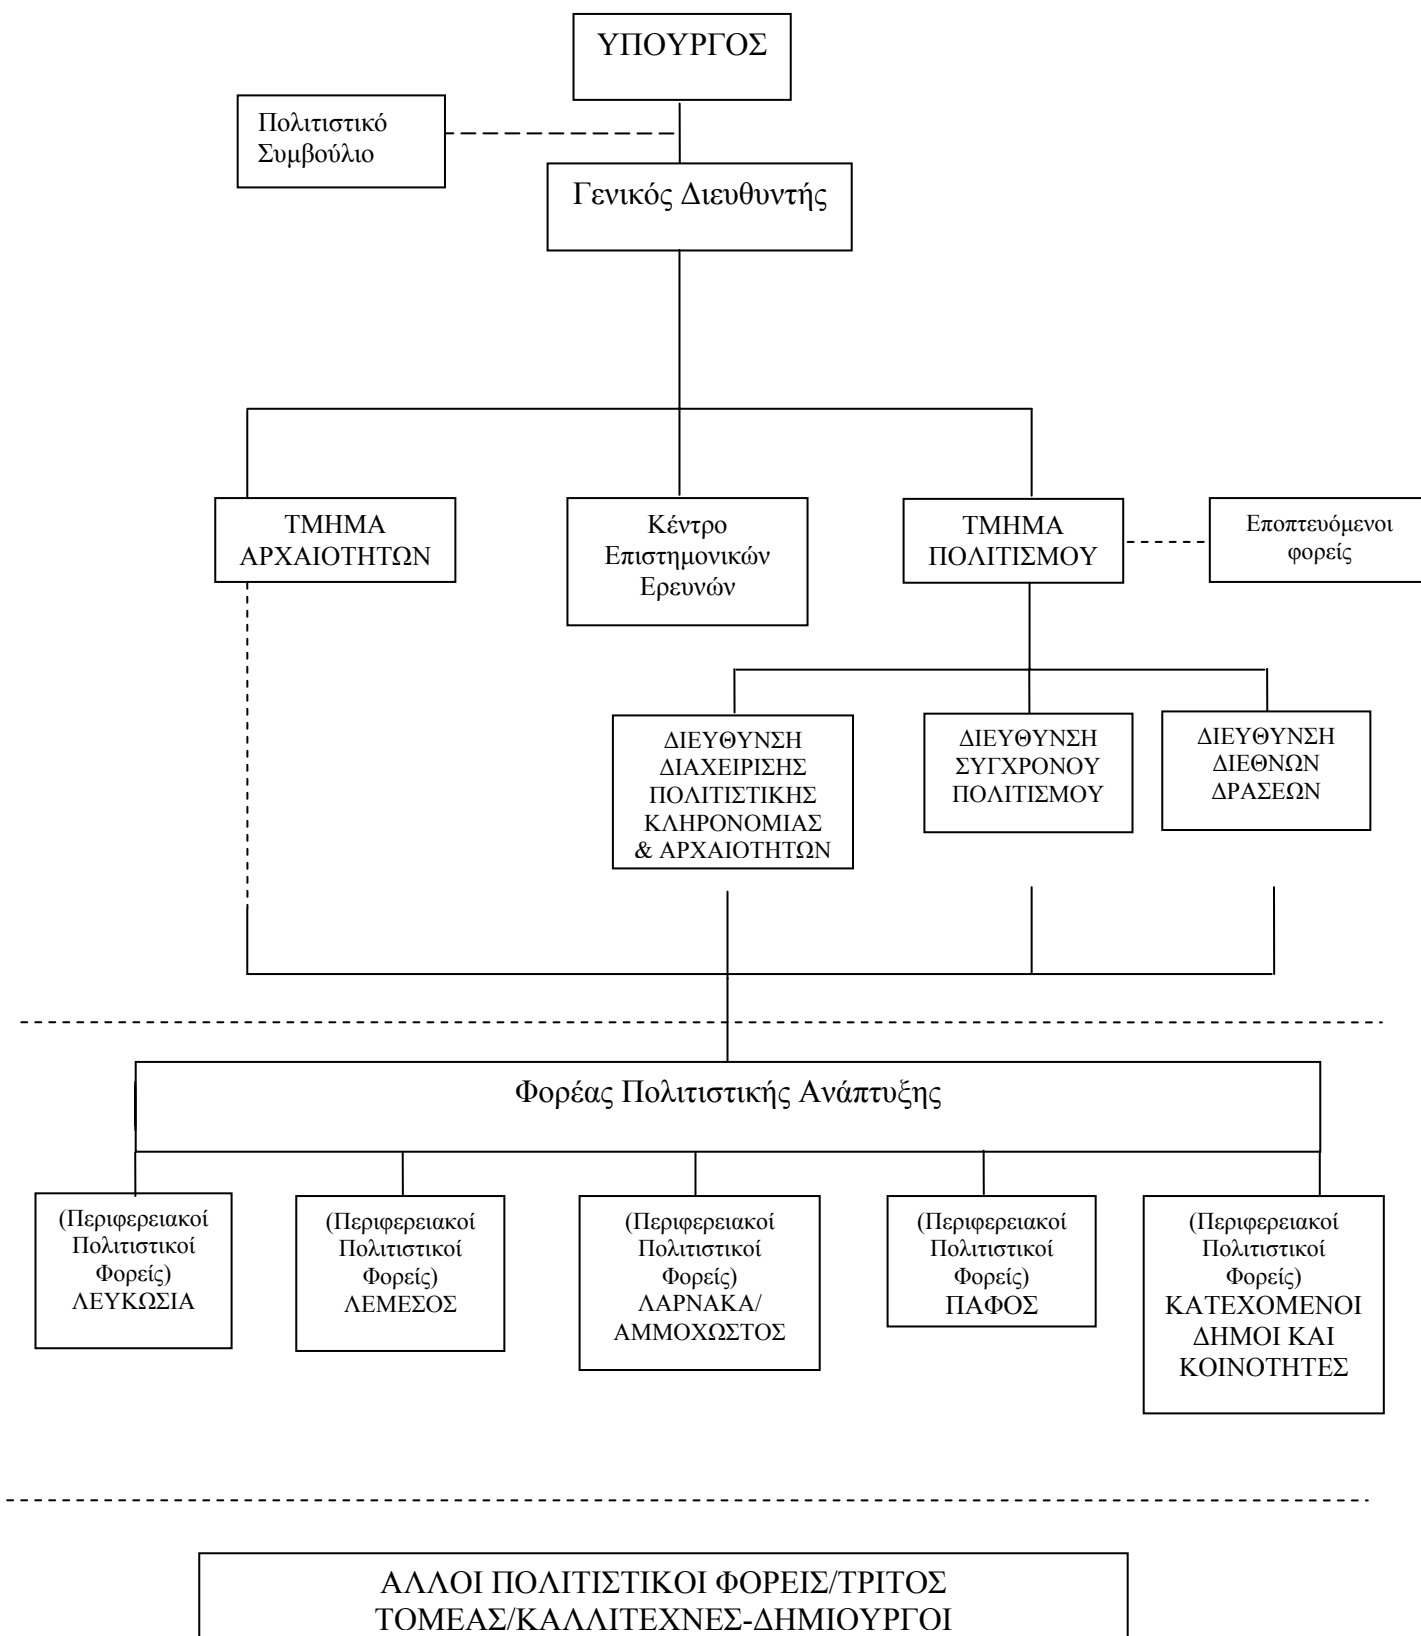 ΥΠΟΥΡΓΟΣ
Πολιτιστικό
Συμβούλιο
Γενικός Διευθυντής
ΤΜΗΜΑ
ΑΡΧΑΙΟΤΗΤΩΝ
Κέντρο
Επιστημονικών
Ερευνών
ΤΜΗΜΑ
ΠΟΛΙΤΙΣΜΟΥ
Εποπτευόμενοι
φορείς
ΔΙΕΥΘΥΝΣΗ
ΔΙΑΧΕΙΡΙΣΗΣ
ΠΟΛΙΤΙΣΤΙΚΗΣ
ΚΛΗΡΟΝΟΜΙΑΣ
& ΑΡΧΑΙΟΤΗΤΩΝ
ΔΙΕΥΘΥΝΣΗ
ΣΥΓΧΡΟΝΟΥ
ΠΟΛΙΤΙΣΜΟΥ
ΔΙΕΥΘΥΝΣΗ
ΔΙΕΘΝΩΝ
ΔΡΑΣΕΩΝ
Φορέας Πολιτιστικής Ανάπτυξης
(Περιφερειακοί
Πολιτιστικοί
Φορείς)
ΛΕΥΚΩΣΙΑ
(Περιφερειακοί
Πολιτιστικοί
Φορείς)
ΛΕΜΕΣΟΣ
(Περιφερειακοί
Πολιτιστικοί
Φορείς)
ΛΑΡΝΑΚΑ/
ΑΜΜΟΧΩΣΤΟΣ
(Περιφερειακοί
Πολιτιστικοί
Φορείς)
ΠΑΦΟΣ
(Περιφερειακοί
Πολιτιστικοί
Φορείς)
ΚΑΤΕΧΟΜΕΝΟΙ
ΔΗΜΟΙ ΚΑΙ
ΚΟΙΝΟΤΗΤΕΣ
ΑΛΛΟΙ ΠΟΛΙΤΙΣΤΙΚΟΙ ΦΟΡΕΙΣ/ΤΡΙΤΟΣ
ΤΟΜΕΑΣ/ΚΑΛΛΙΤΕΧΝΕΣ-ΔΗΜΙΟΥΡΓΟΙ